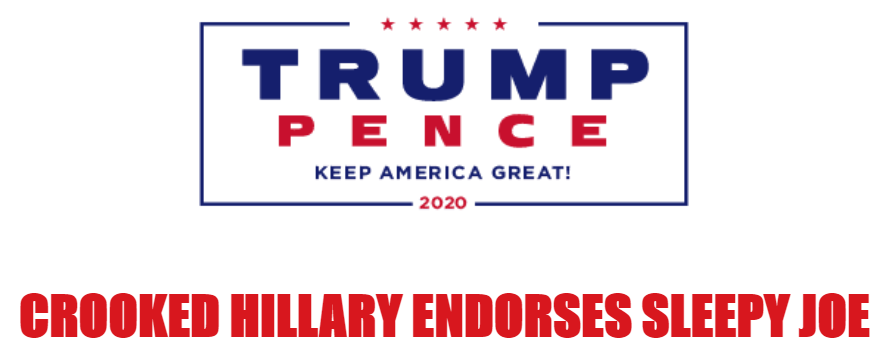 TRUMP
PENCE
KEEP AMERICA GREAT!
2020
CROOKED HILLARY ENDORSES SLEEPY JOE